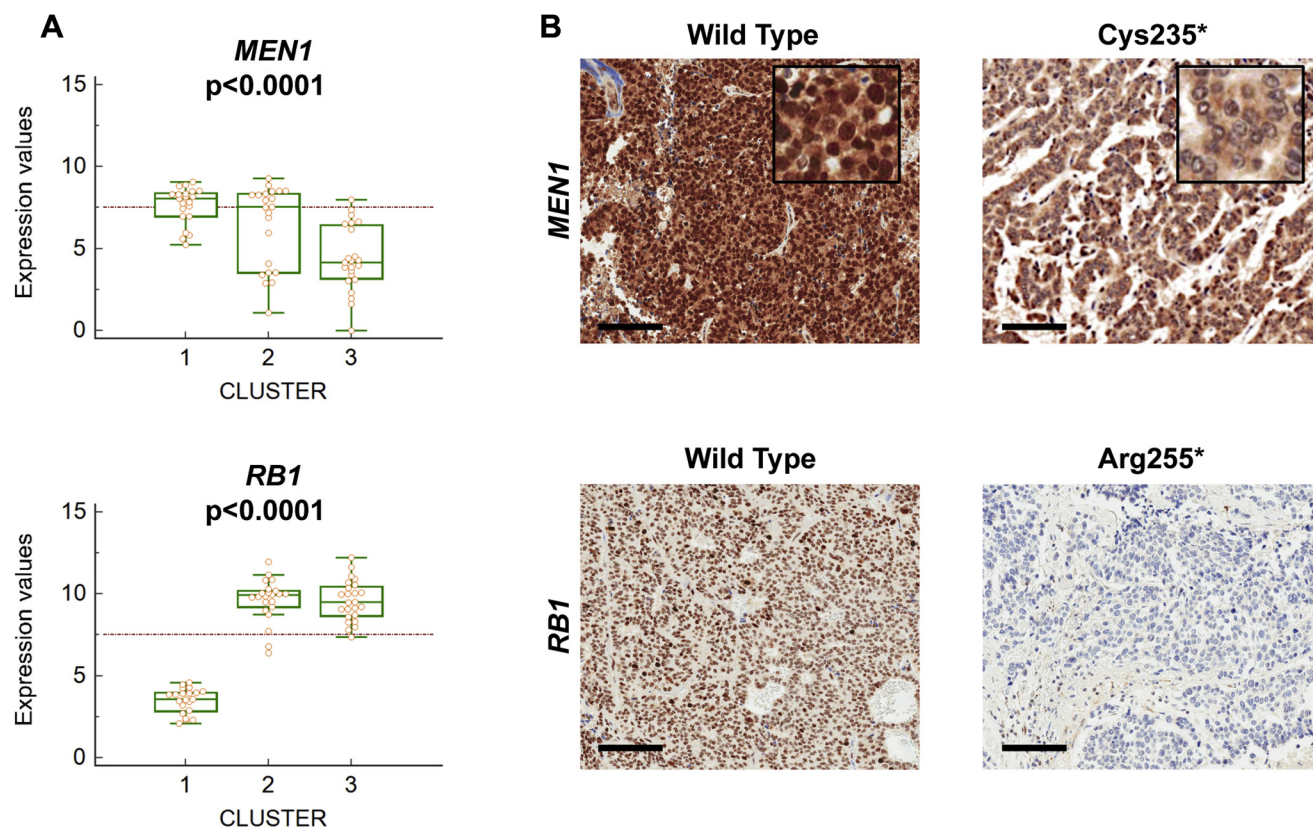 A
MEN1
p<0.0001
15
10
5
0
Expression values
1 2 3
CLUSTER
RB1
p<0.0001
15
10
5
0
Expression values
1 2 3
CLUSTER
B
Wild Type Cys235*
MEN1
Wild Type Arg255*
RB1